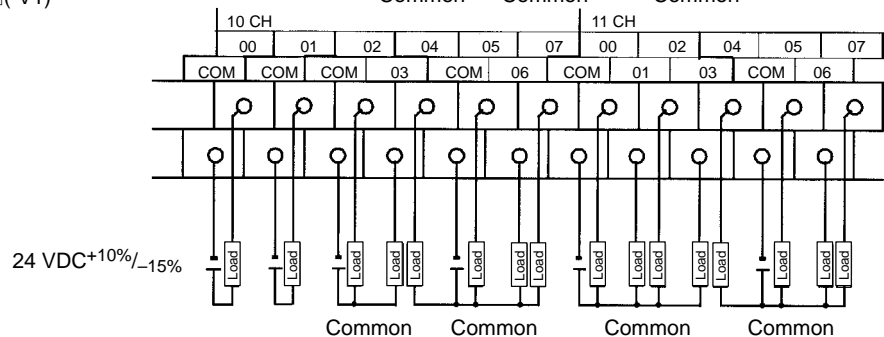 Common Common Common
10 CH 11 CH
00 01 02 04 05 07 00 02 04 05 07
COM COM COM 03 COM 06 COM 01 03 COM 06
24 VDC+10%/–15%
Load Load Load Load Load Load Load Load Load Load Load Load Load Load Load Load
Common Common Common Common